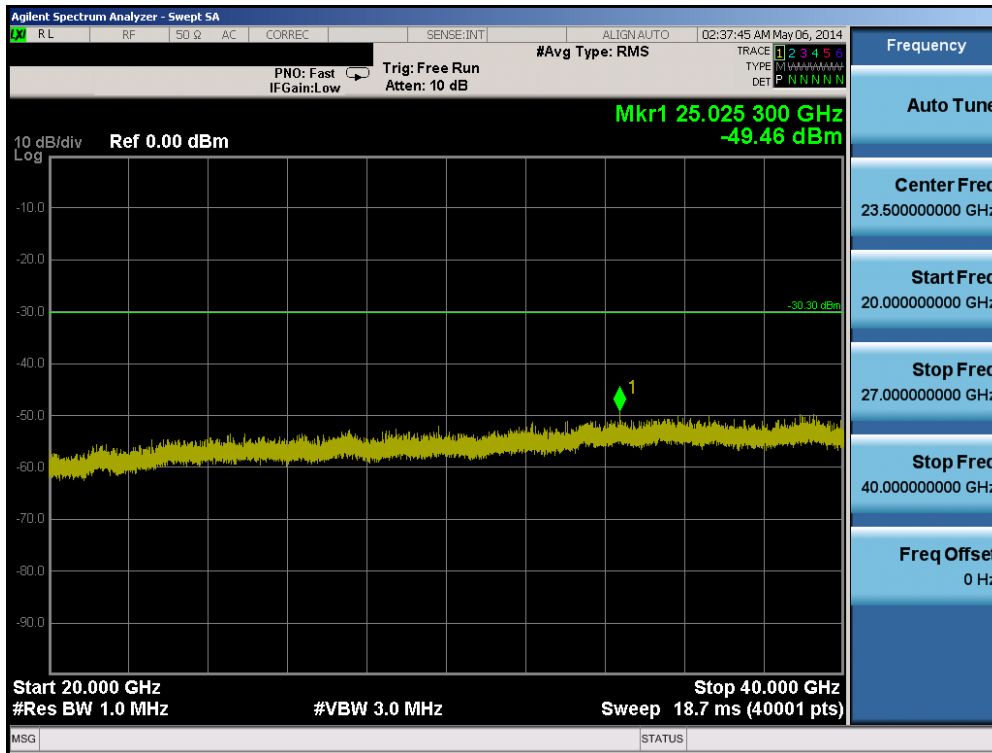 Agilent Spectrum Analyzer - Swept SA
LXI RL RF 50 Ω AC CORREC SENSE:INT ALIGN AUTO 02:37:45 AM May 06, 2014
#Avg Type: RMS
TRACE 1 2 3 4 5 6
PNO: Fast Trig: Free Run
TYPE M
IFGain:Low Atten: 10 dB
DET P N N N N N
Mkr1 25.025 300 GHz
-49.46 dBm
10 dB/div Ref 0.00 dBm
Log
-10.0
-20.0
-30.0
-30.30 dBm
-40.0
1
-50.0
-60.0
-70.0
-80.0
-90.0
Start 20.000 GHz Stop 40.000 GHz
#Res BW 1.0 MHz #VBW 3.0 MHz Sweep 18.7 ms (40001 pts)
MSG STATUS
Frequency
Auto Tune
Center Freq
23.500000000 GHz
Start Freq
20.000000000 GHz
Stop Freq
27.000000000 GHz
Stop Freq
40.000000000 GHz
Freq Offset
0 Hz